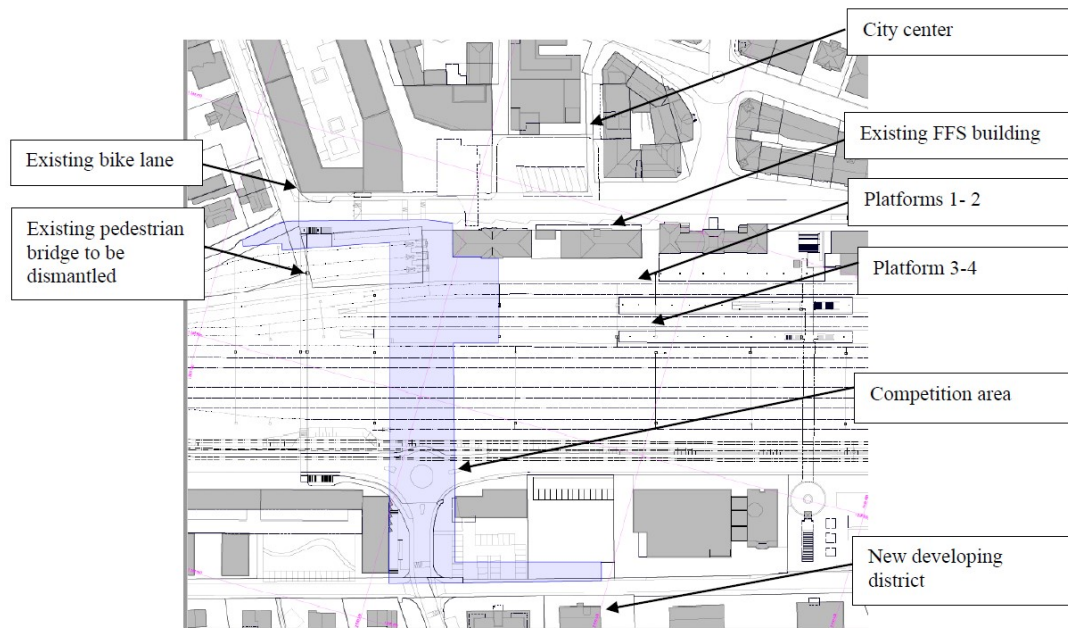 City center
Existing FFS building
Existing bike lane
Platforms 1- 2
Existing pedestrian
bridge to be
dismantled
Platform 3-4
Competition area
New developing
district